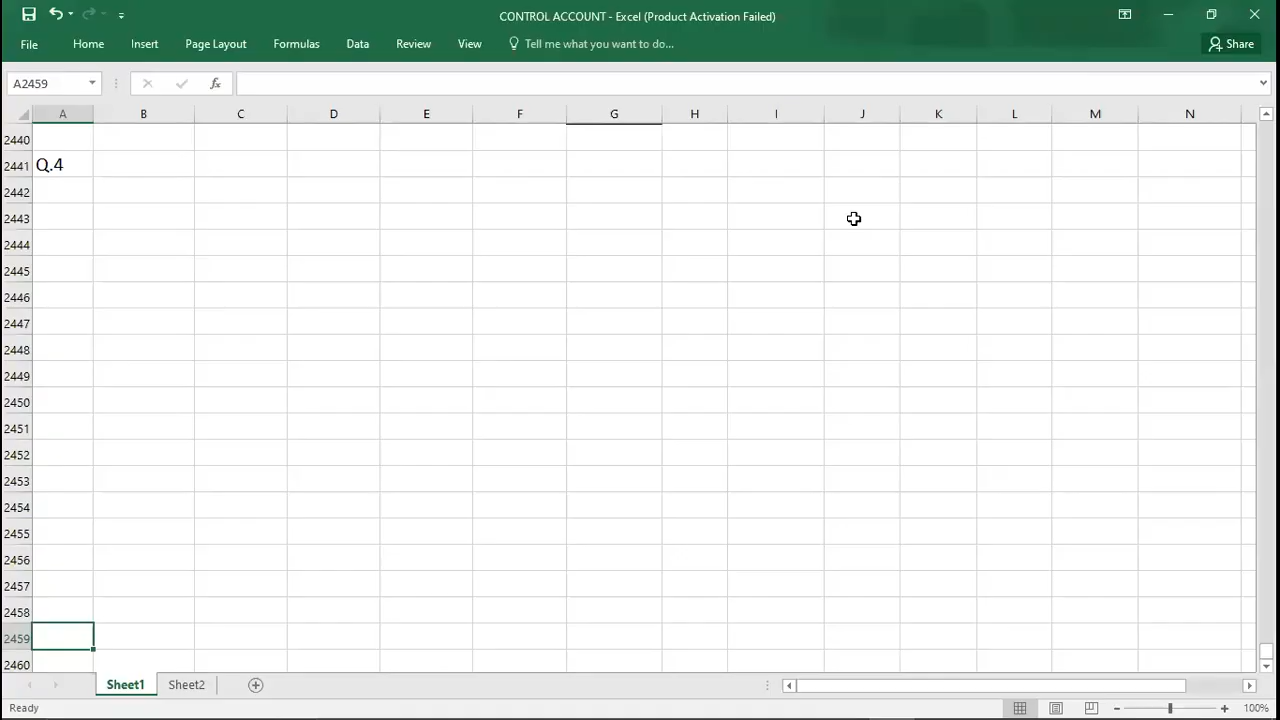 CONTROL ACCOUNT - Excel (Product Activation Failed)
File Home Insert Page Layout Formulas Data Review View Tell me what you want to do... Share
A2459 fx
A B C D E F G H I J K L M N
2440
2441 Q.4
2442
2443
2444
2445
2446
2447
2448
2449
2450
2451
2452
2453
2454
2455
2456
2457
2458
2459
2460
Sheet1 Sheet2
Ready 100%